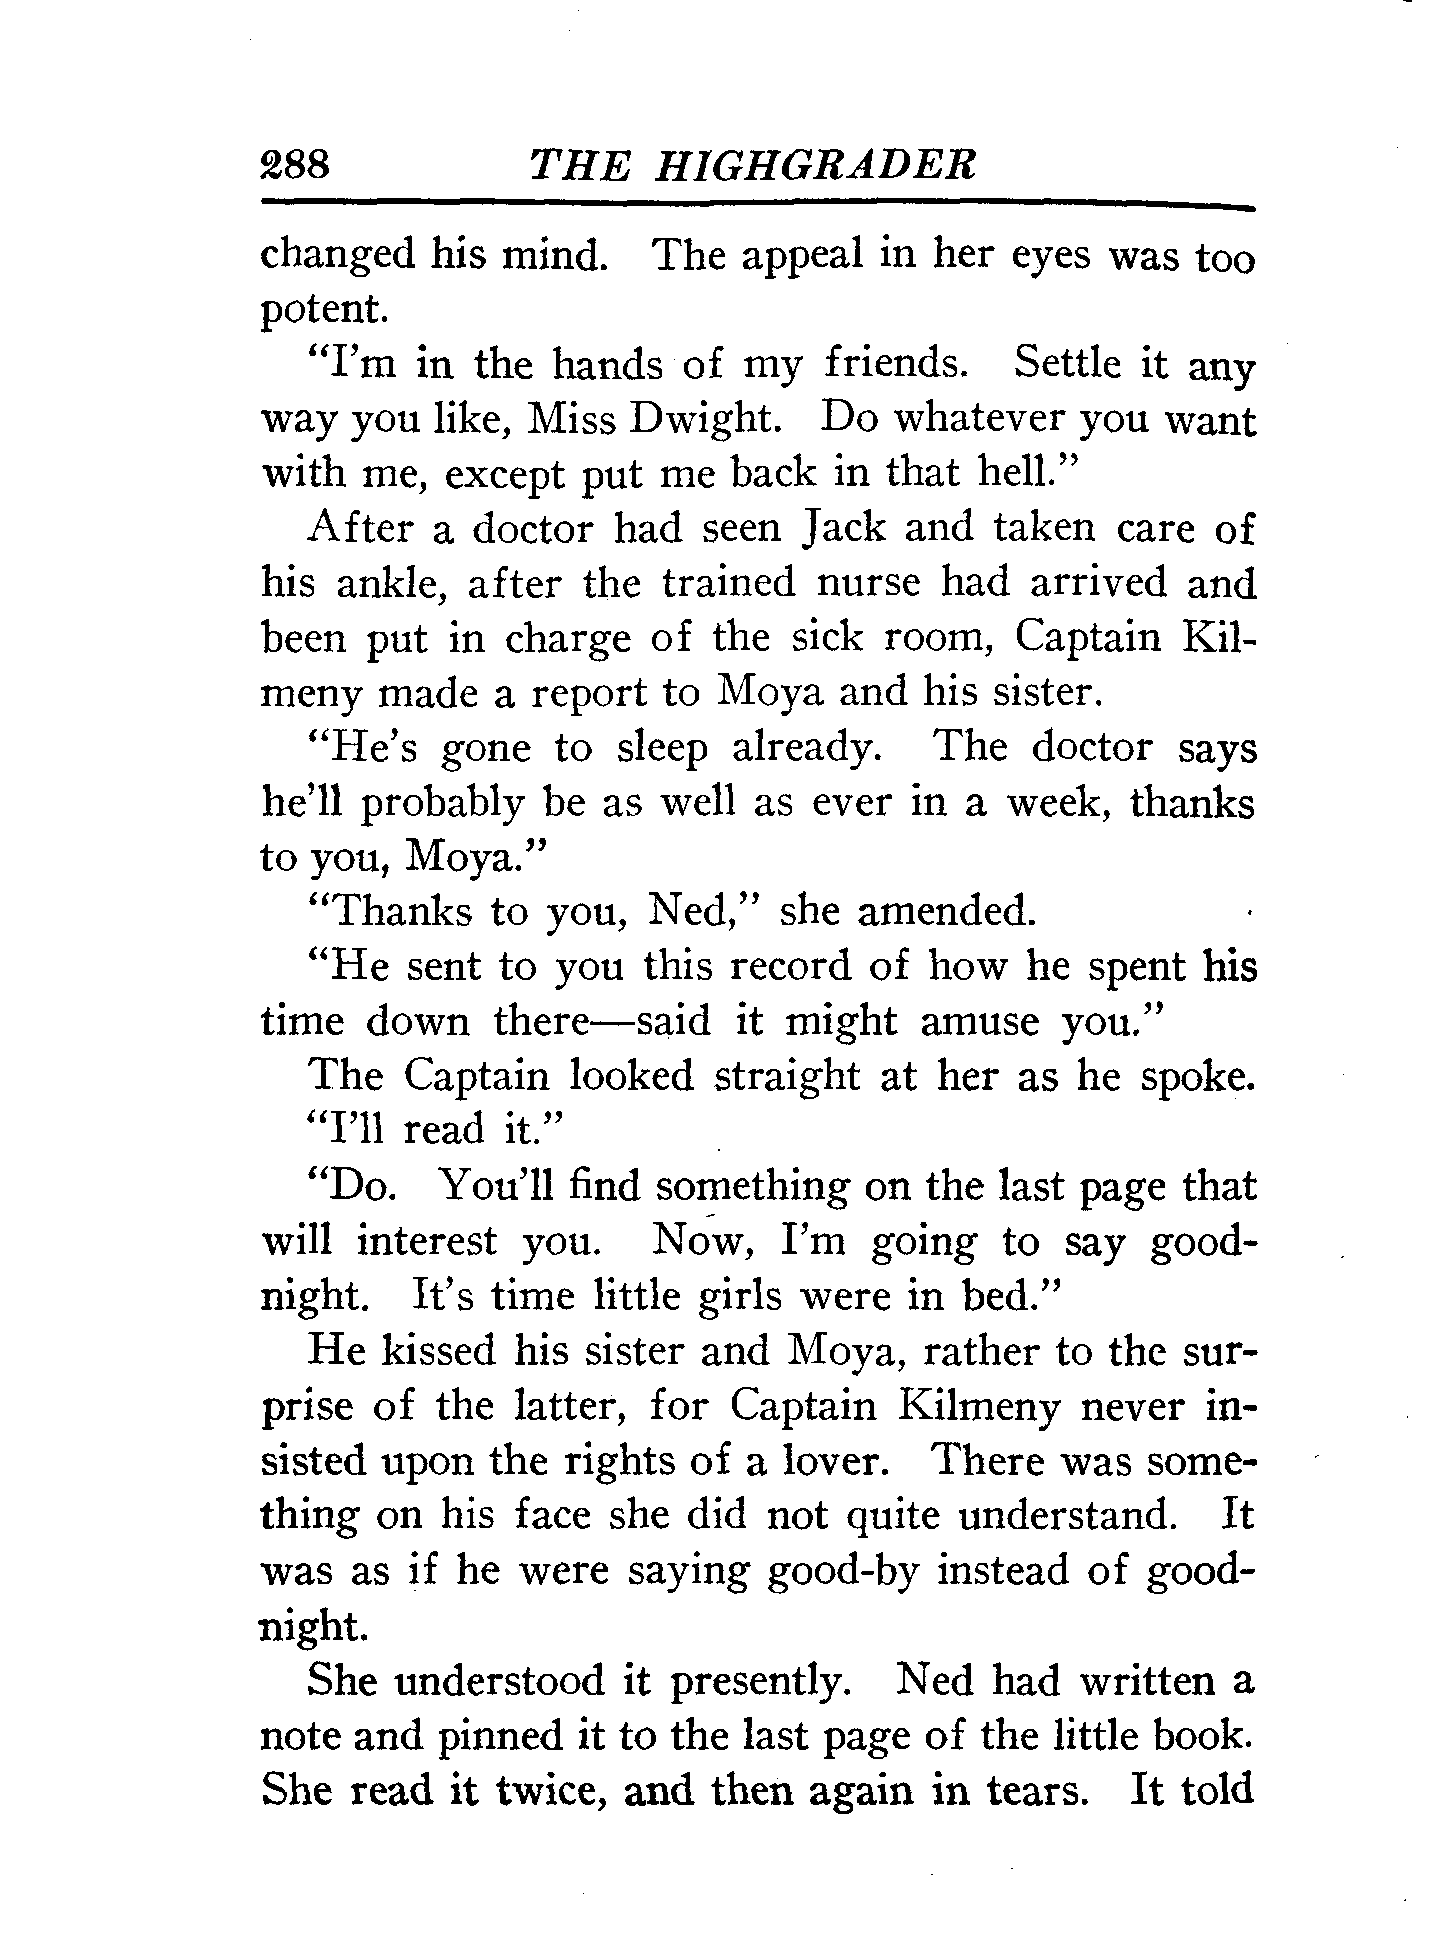 288 THE HIGHGRADER
changed his mind. The appeal in her eyes was too
potent.
"I'm in the hands of my friends. Settle it any
way you like, Miss Dwight. Do whatever you want
with me, except put me back in that hell."
After a doctor had seen Jack and taken care of
his ankle, after the trained nurse had arrived and
been put in charge of the sick room, Captain Kil-
meny made a report to Moya and his sister.
"He's gone to sleep already. The doctor says
he'll probably be as well as ever in a week, thanks
to you, Moya."
"Thanks to you, Ned," she amended.
"He sent to you this record of how he spent his
time down there—said it might amuse you."
The Captain looked straight at her as he spoke.
"I'll read it."
"Do. You'll find something on the last page that
will interest you. Now, I'm going to say good-
night. It's time little girls were in bed."
He kissed his sister and Moya, rather to the sur-
prise of the latter, for Captain Kilmeny never in-
sisted upon the rights of a lover. There was some-
thing on his face she did not quite understand. It
was as if he were saying good-by instead of good-
night.
She understood it presently. Ned had written a
note and pinned it to the last page of the little book.
She read it twice, and then again in tears. It told